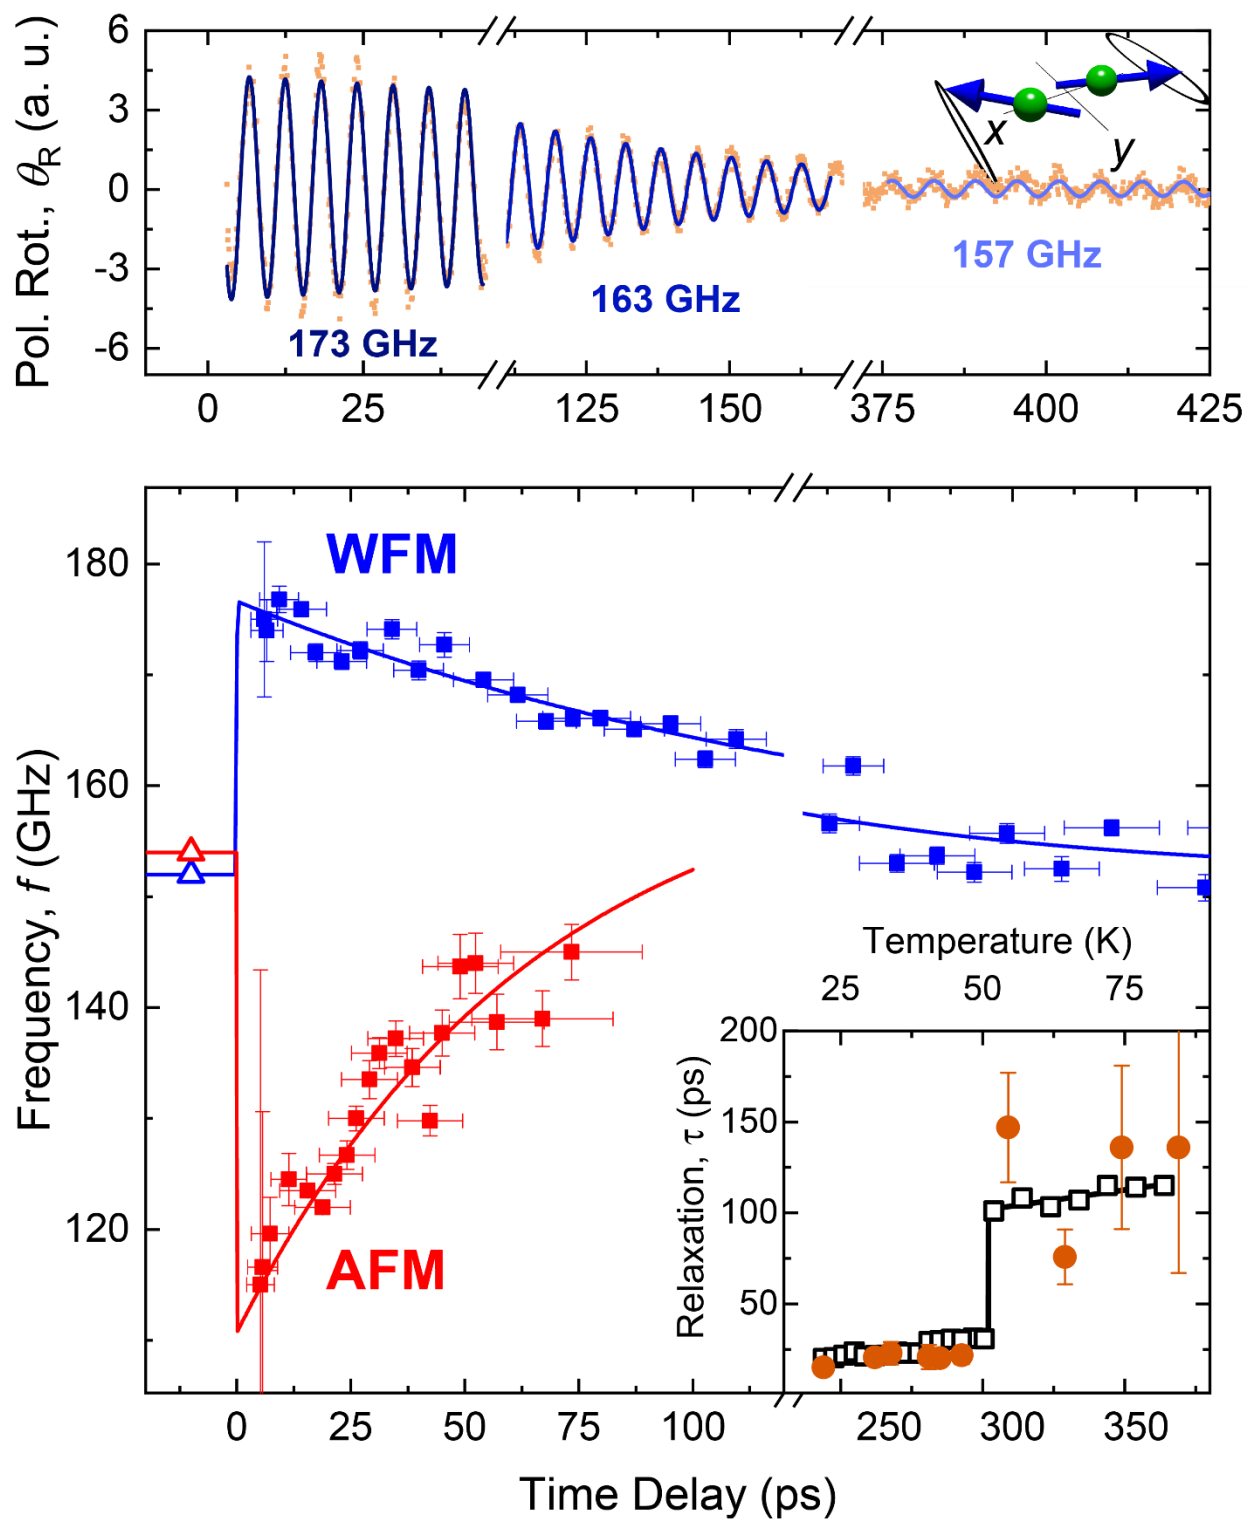 Pol. Rot., θR (a. u.)
6
3
0
-3
-6
x
y
173 GHz
163 GHz
157 GHz
0 25 125 150 375 400 425
Frequency, f (GHz)
180
160
140
120
WFM
AFM
Temperature (K)
25 50 75
Relaxation, τ (ps)
200
150
100
50
0 25 50 75 100 250 300 350
Time Delay (ps)